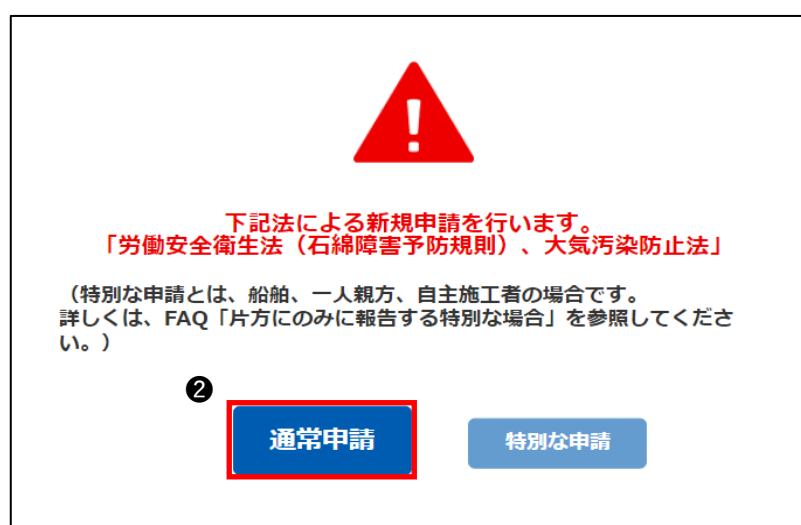 下記法による新規申請を行います。
「労働安全衛生法（石綿障害予防規則）、大気汚染防止法」
（特別な申請とは、船舶、一人親方、自主施工者の場合です。
詳しくは、FAQ「片方にのみに報告する特別な場合」を参照してくださ
い。）
❷
通常申請
特別な申請